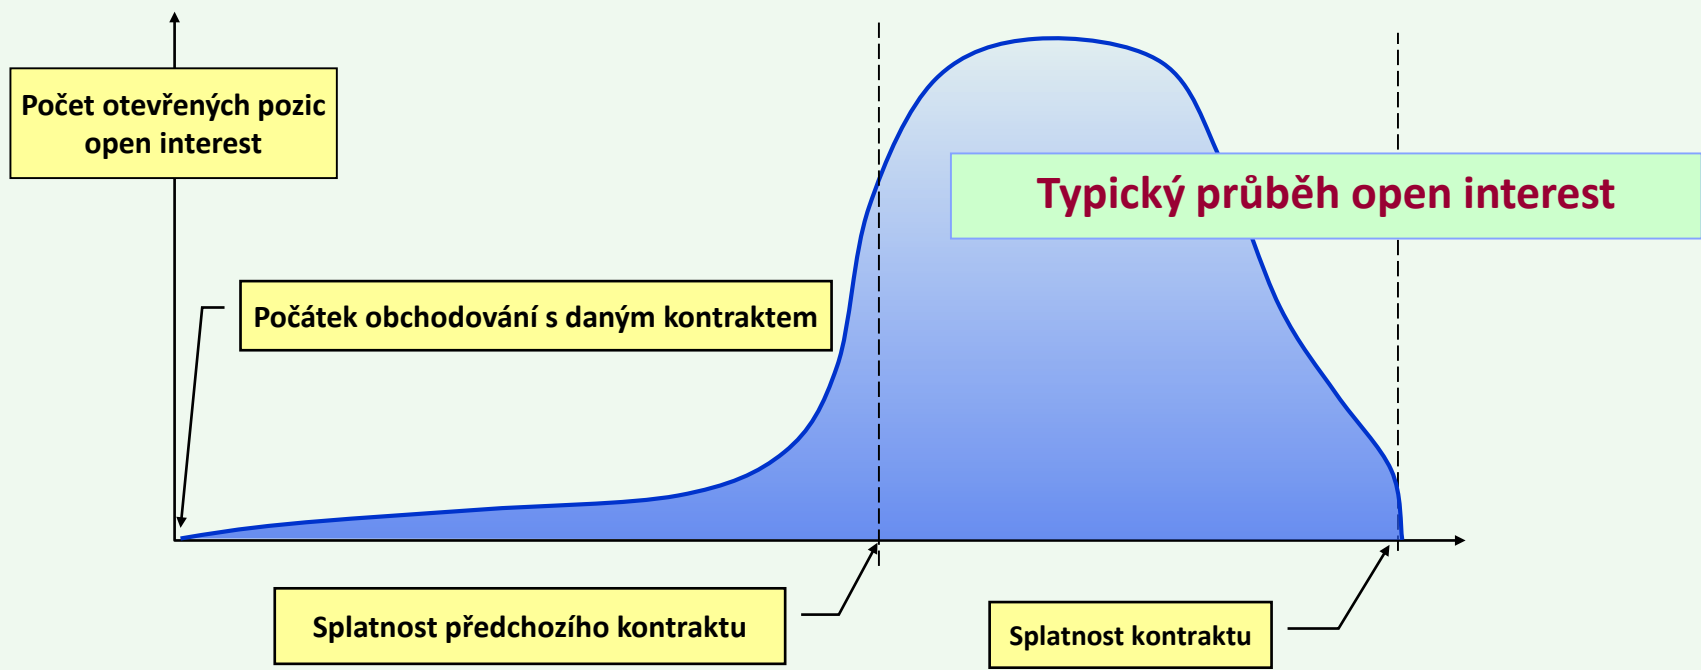 Počet otevřených pozic
open interest
Typický průběh open interest
Počátek obchodování s daným kontraktem
Splatnost předchozího kontraktu
Splatnost kontraktu